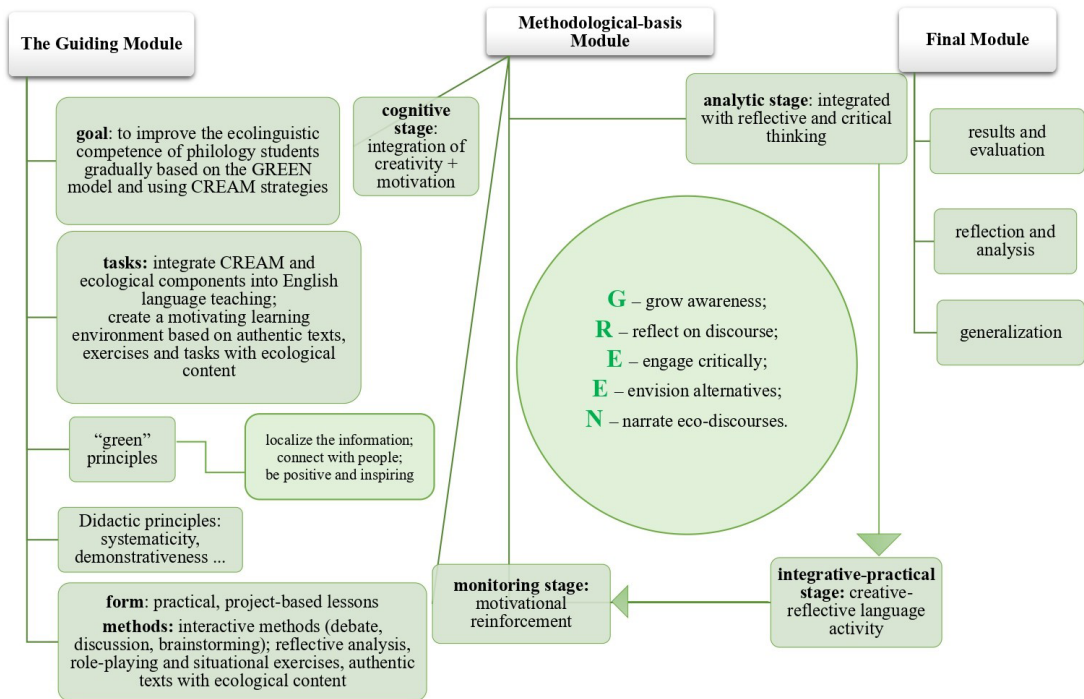 The Guiding Module
goal: to improve the ecolinguistic
competence of philology students
gradually based on the GREEN
model and using CREAM strategies
tasks: integrate CREAM and
ecological components into English
language teaching;
create a motivating learning
environment based on authentic texts,
exercises and tasks with ecological
content
“green”
principles
localize the information;
connect with people;
be positive and inspiring
Didactic principles:
systematicity,
demonstrativeness ...
form: practical, project-based lessons
methods: interactive methods (debate,
discussion, brainstorming); reflective analysis,
role-playing and situational exercises, authentic
texts with ecological content
Methodological-basis
Module
cognitive
stage:
integration of
creativity +
motivation
analytic stage: integrated
with reflective and critical
thinking
G – grow awareness;
R – reflect on discourse;
E – engage critically;
E – envision alternatives;
N – narrate eco-discourses.
monitoring stage:
motivational
reinforcement
integrative-practical
stage: creative-
reflective language
activity
Final Module
results and
evaluation
reflection and
analysis
generalization